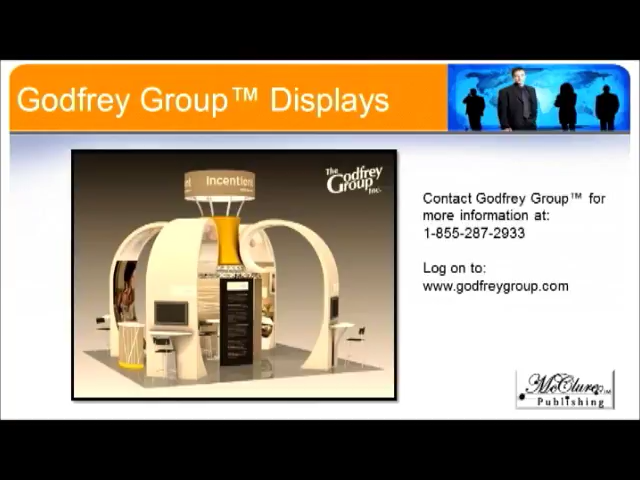 Godfrey Group™ Displays
The
Godfrey
Group Inc.
Incention
Contact Godfrey Group™ for
more information at:
1-855-287-2933
Log on to:
www.godfreygroup.com
McClure
Publishing